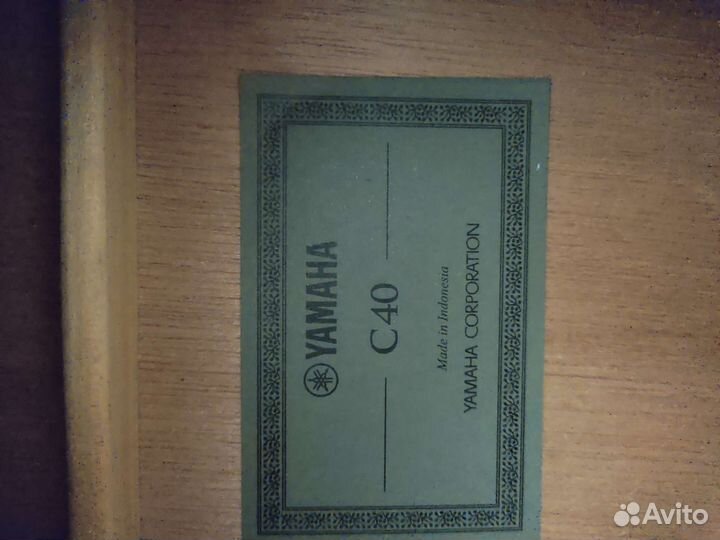 YAMAHA
C40
Made in Indonesia
YAMAHA CORPORATION
Avito